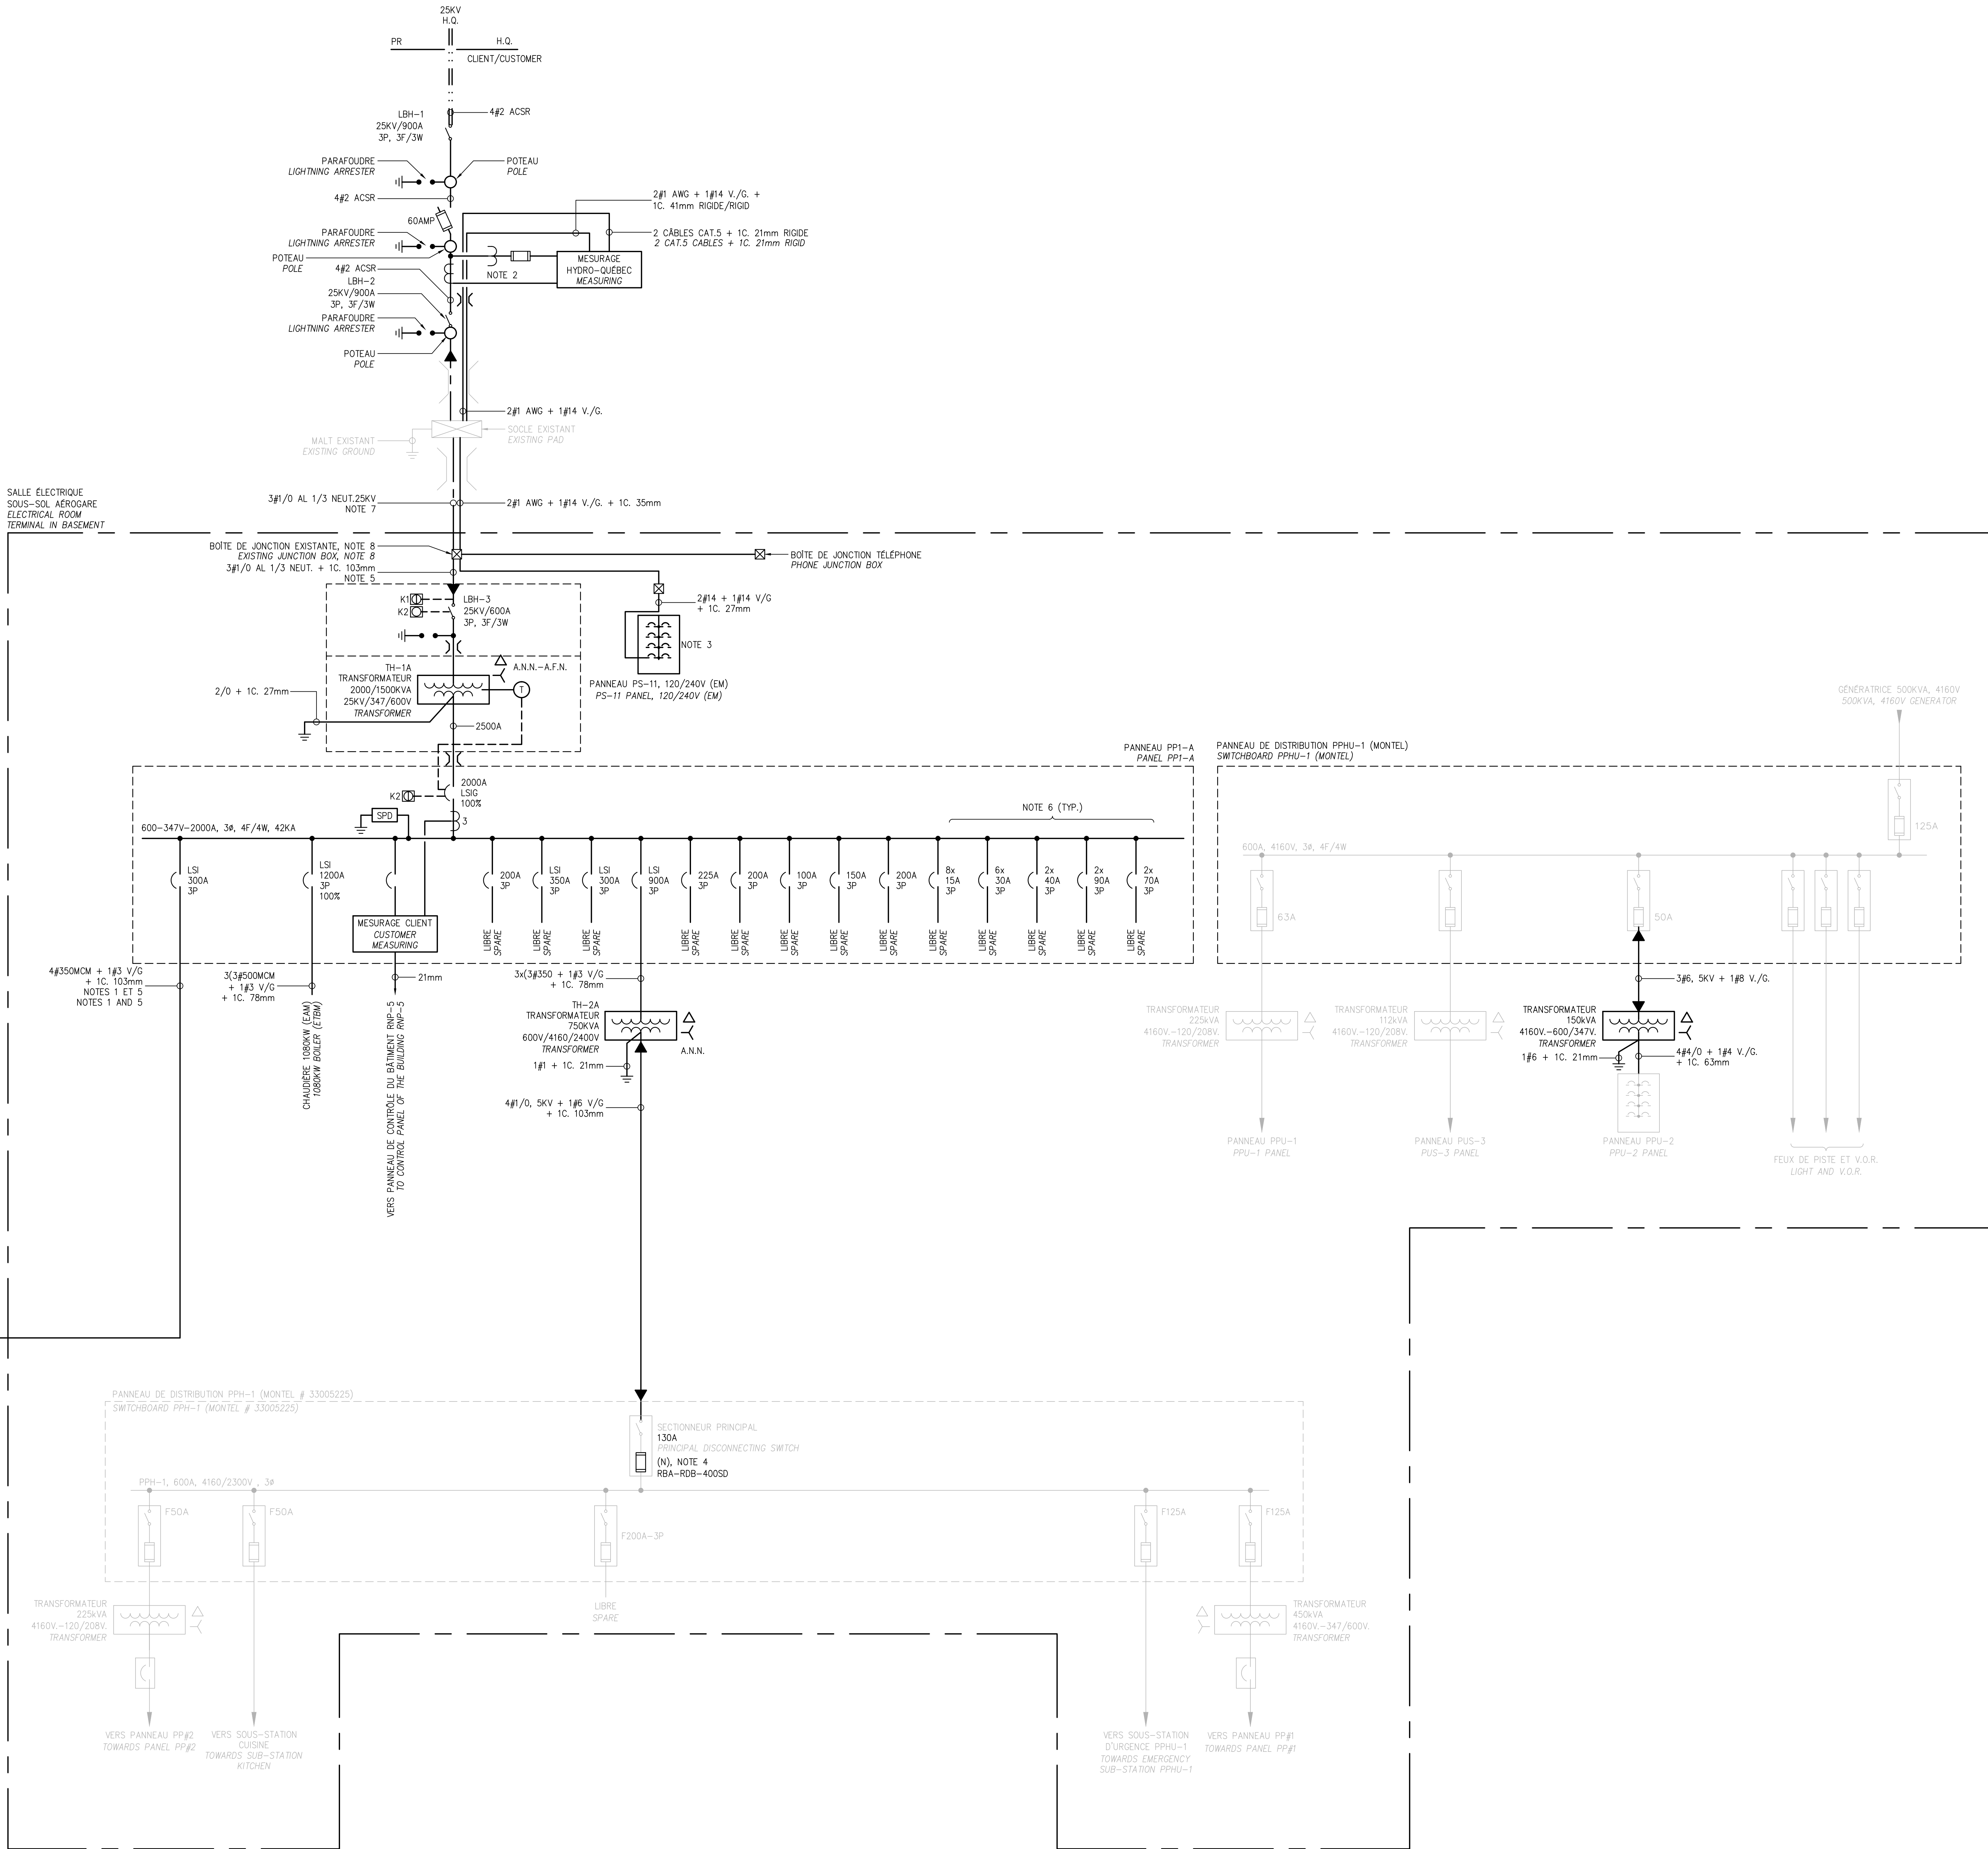 25KV
H.Q.
PR
H.Q.
CLIENT/CUSTOMER
4#2 ACSR
LBH-1
25KV/900A
3P, 3F/3W
PARAFOUDRE
LIGHTNING ARRESTER
POTEAU
POLE
4#2 ACSR
60AMP
2#1 AWG + 1#14 V./G. +
1C. 41mm RIGIDE/RIGID
2 CÂBLES CAT.5 + 1C. 21mm RIGIDE
2 CAT.5 CABLES + 1C. 21mm RIGID
PARAFOUDRE
LIGHTNING ARRESTER
POTEAU
POLE
NOTE 2
MESURAGE
HYDRO-QUÉBEC
MEASURING
4#2 ACSR
LBH-2
25KV/900A
3P, 3F/3W
PARAFOUDRE
LIGHTNING ARRESTER
POTEAU
POLE
2#1 AWG + 1#14 V./G.
SOCLE EXISTANT
EXISTING PAD
MALT EXISTANT
EXISTING GROUND
3#1/0 AL 1/3 NEUT.25KV
NOTE 7
2#1 AWG + 1#14 V./G. + 1C. 35mm
SALLE ÉLECTRIQUE
SOUS-SOL AÉROGARE
ELECTRICAL ROOM
TERMINAL IN BASEMENT
BOÎTE DE JONCTION EXISTANTE, NOTE 8
EXISTING JUNCTION BOX, NOTE 8
3#1/0 AL 1/3 NEUT. + 1C. 103mm
NOTE 5
BOÎTE DE JONCTION TÉLÉPHONE
PHONE JUNCTION BOX
K1
K2
LBH-3
25KV/600A
3P, 3F/3W
2#14 + 1#14 V/G
+ 1C. 27mm
NOTE 3
PANNEAU PS-11, 120/240V (EM)
PS-11 PANEL, 120/240V (EM)
TH-1A
TRANSFORMATEUR
2000/1500KVA
25KV/347/600V
TRANSFORMER
A.N.N.-A.F.N.
T
2/0 + 1C. 27mm
2500A
PANNEAU PP1-A
PANEL PP1-A
K2
2000A
LSIG
100%
3
SPD
600-347V-2000A, 3ø, 4F/4W, 42KA
NOTE 6 (TYP.)
LSI
300A
3P
LSI
1200A
3P
100%
MESURAGE CLIENT
CUSTOMER
MEASURING
200A
3P
LSI
350A
3P
LSI
300A
3P
LSI
900A
3P
225A
3P
200A
3P
100A
3P
150A
3P
200A
3P
8x
15A
3P
6x
30A
3P
2x
40A
3P
2x
90A
3P
2x
70A
3P
LIBRE
SPARE
LIBRE
SPARE
LIBRE
SPARE
LIBRE
SPARE
LIBRE
SPARE
LIBRE
SPARE
LIBRE
SPARE
LIBRE
SPARE
LIBRE
SPARE
LIBRE
SPARE
LIBRE
SPARE
LIBRE
SPARE
LIBRE
SPARE
4#350MCM + 1#3 V/G
+ 1C. 103mm
NOTES 1 ET 5
NOTES 1 AND 5
3(3#500MCM
+ 1#3 V/G
+ 1C. 78mm
21mm
CHAUDIÈRE 1080KW (EAM)
1080KW BOILER (ETBM)
VERS PANNEAU DE CONTRÔLE DU BÂTIMENT RNP-5
TO CONTROL PANEL OF THE BUILDING RNP-5
3x(3#350 + 1#3 V/G
+ 1C. 78mm
TH-2A
TRANSFORMATEUR
750KVA
600V/4160/2400V
TRANSFORMER
A.N.N.
1#1 + 1C. 21mm
4#1/0, 5KV + 1#6 V/G
+ 1C. 103mm
GÉNÉRATRICE 500KVA, 4160V
500KVA, 4160V GENERATOR
PANNEAU DE DISTRIBUTION PPHU-1 (MONTEL)
SWITCHBOARD PPHU-1 (MONTEL)
125A
600A, 4160V, 3ø, 4F/4W
63A
50A
3#6, 5KV + 1#8 V./G.
TRANSFORMATEUR
225kVA
4160V.-120/208V.
TRANSFORMER
TRANSFORMATEUR
112kVA
4160V.-120/208V.
TRANSFORMER
TRANSFORMATEUR
150kVA
4160V.-600/347V.
TRANSFORMER
1#6 + 1C. 21mm
4#4/0 + 1#4 V./G.
+ 1C. 63mm
PANNEAU PPU-1
PPU-1 PANEL
PANNEAU PUS-3
PUS-3 PANEL
PANNEAU PPU-2
PPU-2 PANEL
FEUX DE PISTE ET V.O.R.
LIGHT AND V.O.R.
PANNEAU DE DISTRIBUTION PPH-1 (MONTEL # 33005225)
SWITCHBOARD PPH-1 (MONTEL # 33005225)
SECTIONNEUR PRINCIPAL
130A
PRINCIPAL DISCONNECTING SWITCH
(N), NOTE 4
RBA-RDB-400SD
PPH-1, 600A, 4160/2300V , 3ø
F50A
F50A
F200A-3P
F125A
F125A
LIBRE
SPARE
TRANSFORMATEUR
225kVA
4160V.-120/208V.
TRANSFORMER
TRANSFORMATEUR
450kVA
4160V.-347/600V.
TRANSFORMER
VERS PANNEAU PP#2
TOWARDS PANEL PP#2
VERS SOUS-STATION
CUISINE
TOWARDS SUB-STATION
KITCHEN
VERS SOUS-STATION
D'URGENCE PPHU-1
TOWARDS EMERGENCY
SUB-STATION PPHU-1
VERS PANNEAU PP#1
TOWARDS PANEL PP#1